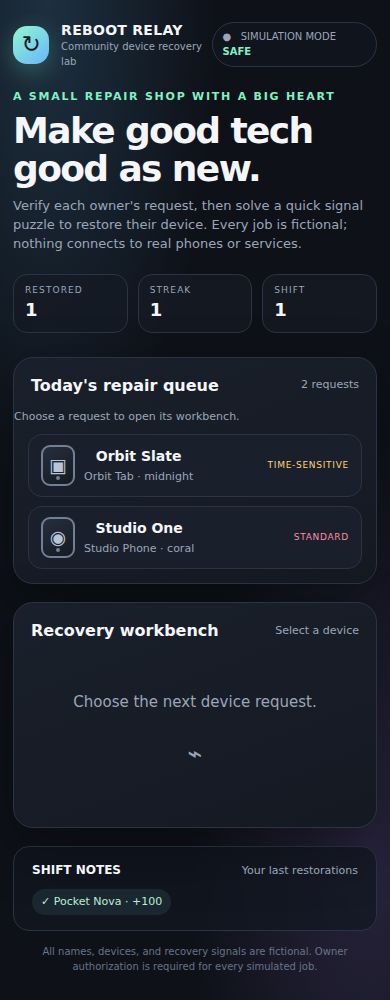 REBOOT RELAY
Community device recovery
lab
● SIMULATION MODE
SAFE
A SMALL REPAIR SHOP WITH A BIG HEART
Make good tech
good as new.
Verify each owner's request, then solve a quick signal
puzzle to restore their device. Every job is fictional;
nothing connects to real phones or services.
RESTORED
1
STREAK
1
SHIFT
1
Today's repair queue
2 requests
Choose a request to open its workbench.
Orbit Slate
Orbit Tab · midnight
TIME-SENSITIVE
Studio One
Studio Phone · coral
STANDARD
Recovery workbench
Select a device
Choose the next device request.
SHIFT NOTES
Your last restorations
✓ Pocket Nova · +100
All names, devices, and recovery signals are fictional. Owner
authorization is required for every simulated job.